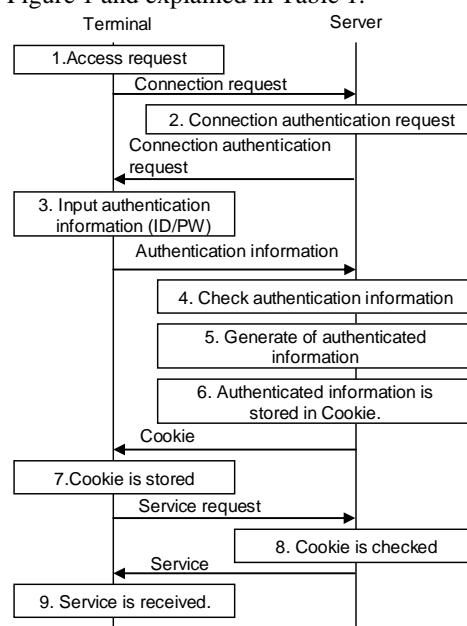 Figure 1 and explained in Table 1.
Terminal Server
1.Access request
Connection request
2. Connection authentication request
Connection authentication
request
3. Input authentication
information (ID/PW)
Authentication information
4. Check authentication information
5. Generate of authenticated
information
6. Authenticated information is
stored in Cookie.
Cookie
7.Cookie is stored
Service request
8. Cookie is checked
Service
9. Service is received.